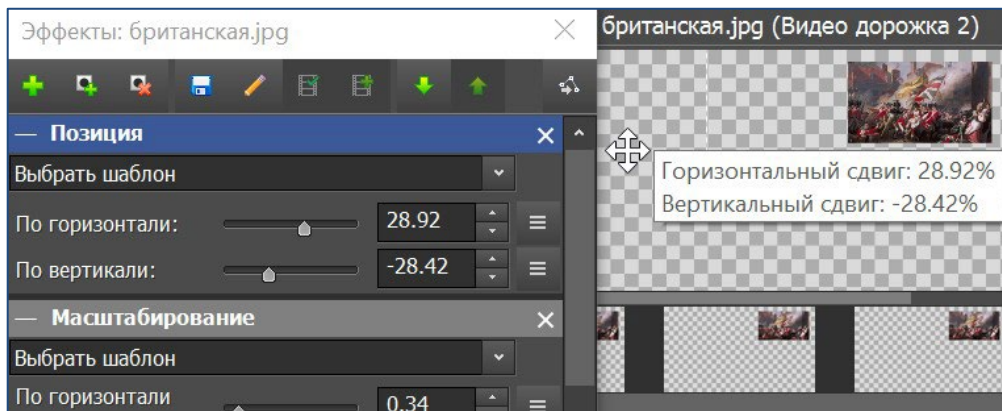 Эффекты: британская.jpg
британская.jpg (Видео дорожка 2)
Позиция
Выбрать шаблон
По горизонтали:
28.92
По вертикали:
-28.42
Горизонтальный сдвиг: 28.92%
Вертикальный сдвиг: -28.42%
Масштабирование
Выбрать шаблон
По горизонтали
0.34